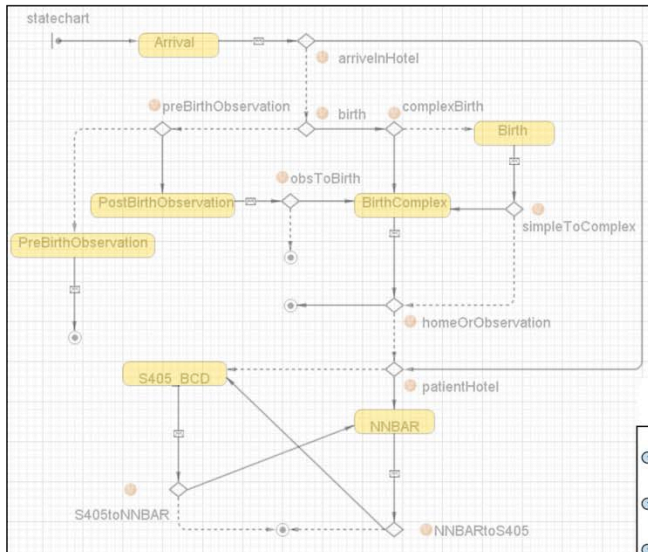 statechart
Arrival
arriveInHotel
preBirthObservation
birth
complexBirth
Birth
obsToBirth
PostBirthObservation
BirthComplex
simpleToComplex
PreBirthObservation
homeOrObservation
S405_BCD
patientHotel
NNBAR
S405toNNBAR
NNBARtoS405